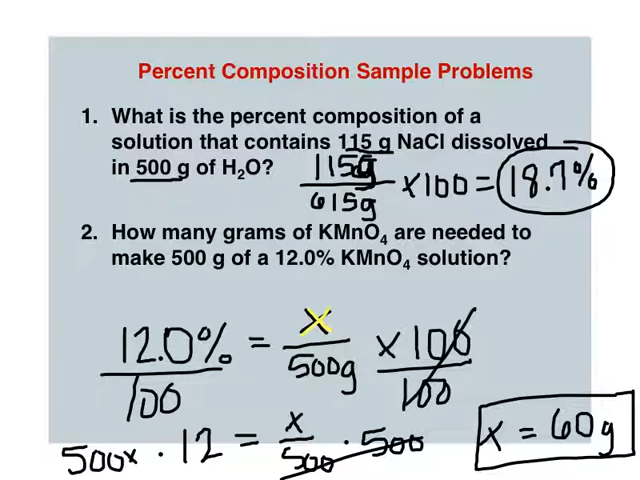 Percent Composition Sample Problems
1. What is the percent composition of a
solution that contains 115 g NaCl dissolved
in 500 g of H₂O?
115g
615g
×100 = 18.7%
2. How many grams of KMnO₄ are needed to
make 500 g of a 12.0% KMnO₄ solution?
12.0% = x × 100
100 500g 100
500x · 12 = x · 500
500
x = 60g